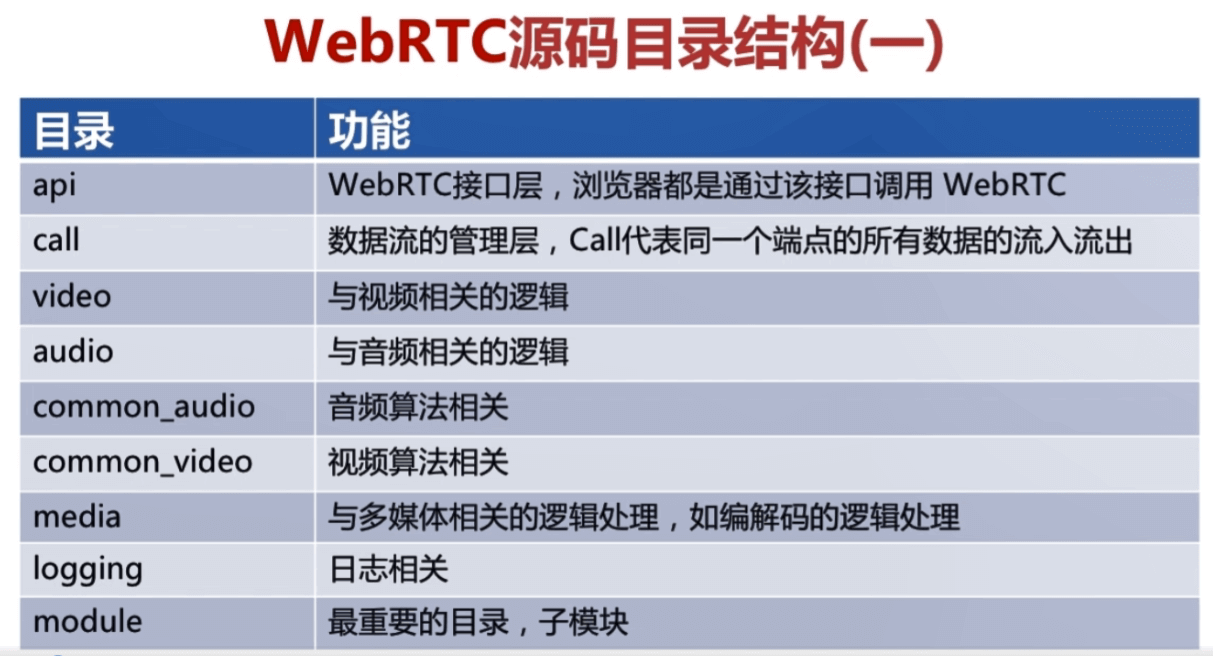 WebRTC源码目录结构(一)
目录 功能
api WebRTC接口层，浏览器都是通过该接口调用 WebRTC
call 数据流的管理层，Call代表同一个端点的所有数据的流入流出
video 与视频相关的逻辑
audio 与音频相关的逻辑
common_audio 音频算法相关
common_video 视频算法相关
media 与多媒体相关的逻辑处理，如编解码的逻辑处理
logging 日志相关
module 最重要的目录，子模块